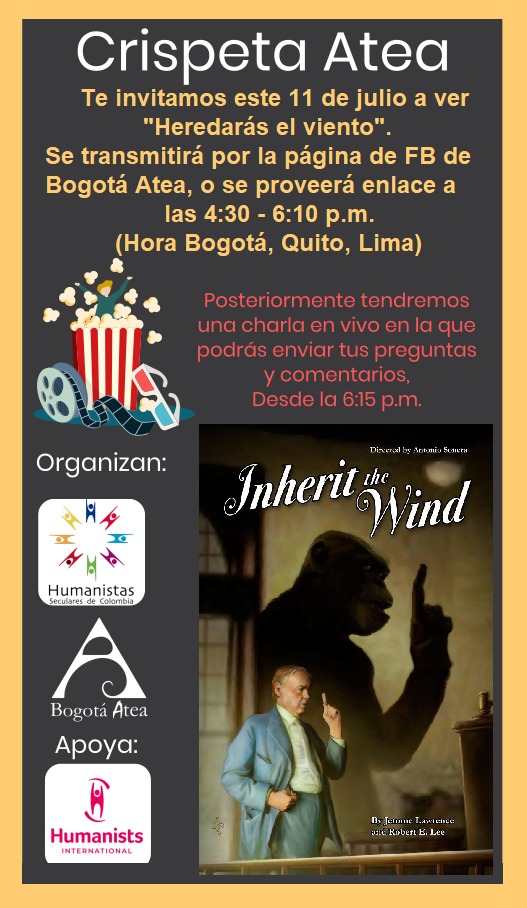 Crispeta Atea
Te invitamos este 11 de julio a ver
"Heredarás el viento".
Se transmitirá por la página de FB de
Bogotá Atea, o se proveerá enlace a
las 4:30 - 6:10 p.m.
(Hora Bogotá, Quito, Lima)
Posteriormente tendremos
una charla en vivo en la que
podrás enviar tus preguntas
y comentarios,
Desde la 6:15 p.m.
Organizan:
Humanistas
Seculares de Colombia
Bogotá Atea
Apoya:
Humanists
INTERNATIONAL
Directed by Antonio Sonera
Inherit the
Wind
By Jerome Lawrence
and Robert E. Lee